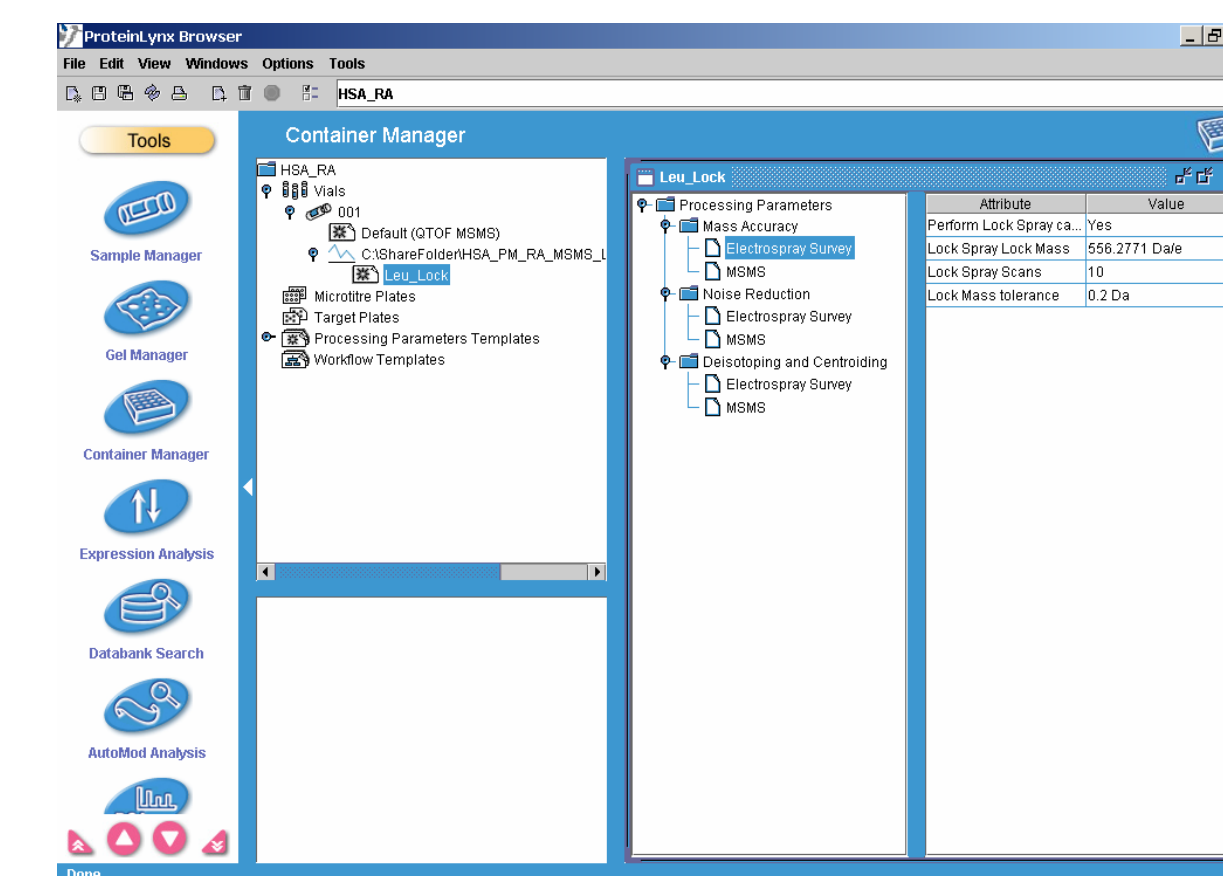 ProteinLynx Browser
File Edit View Windows Options Tools
HSA_RA
Tools
Sample Manager
Gel Manager
Container Manager
Expression Analysis
Databank Search
AutoMod Analysis
Container Manager
HSA_RA
Vials
001
Default (QTOF MSMS)
C:\ShareFolder\HSA_PM_RA_MSMS_L
Leu_Lock
Microtitre Plates
Target Plates
Processing Parameters Templates
Workflow Templates
Leu_Lock
Processing Parameters
Mass Accuracy
Electrospray Survey
MSMS
Noise Reduction
Electrospray Survey
MSMS
Deisotoping and Centroiding
Electrospray Survey
MSMS
Attribute Value
Perform Lock Spray ca... Yes
Lock Spray Lock Mass 556.2771 Da/e
Lock Spray Scans 10
Lock Mass tolerance 0.2 Da
Done